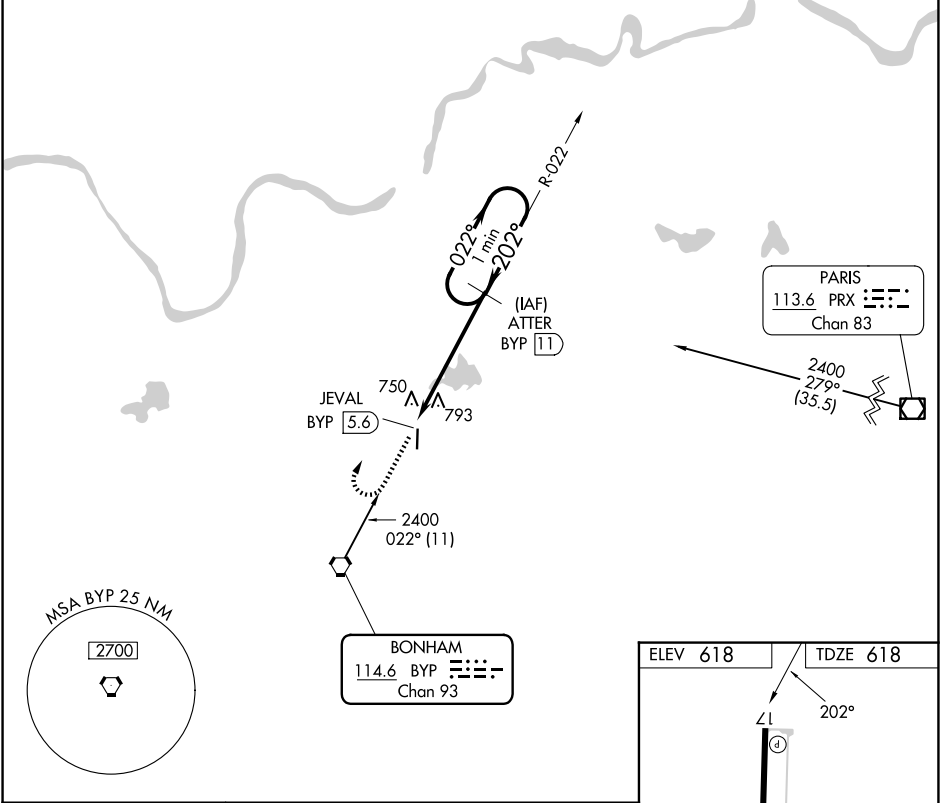 R-022
022°
1 min
202°
(IAF)
ATTER
BYP 11
PARIS
113.6 PRX
Chan 83
2400
279°
(35.5)
JEVAL
BYP 5.6
750
793
2400
022° (11)
MSA BYP 25 NM
2700
BONHAM
114.6 BYP
Chan 93
ELEV 618
TDZE 618
202°
17
P